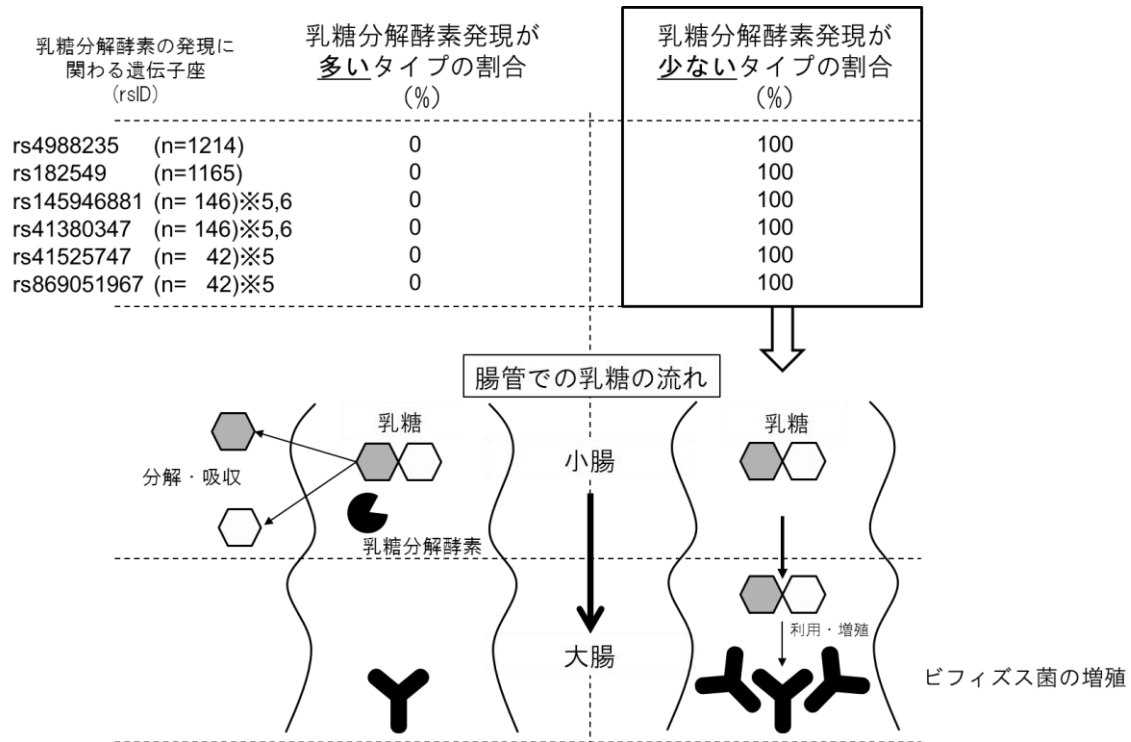 乳糖分解酵素の発現に
関わる遺伝子座
(rsID)
乳糖分解酵素発現が
多いタイプの割合
(%)
乳糖分解酵素発現が
少ないタイプの割合
(%)
rs4988235 (n=1214) 0 100
rs182549 (n=1165) 0 100
rs145946881 (n= 146)※5,6 0 100
rs41380347 (n= 146)※5,6 0 100
rs41525747 (n= 42)※5 0 100
rs869051967 (n= 42)※5 0 100
腸管での乳糖の流れ
乳糖
乳糖
分解・吸収
小腸
乳糖分解酵素
利用・増殖
大腸
ビフィズス菌の増殖